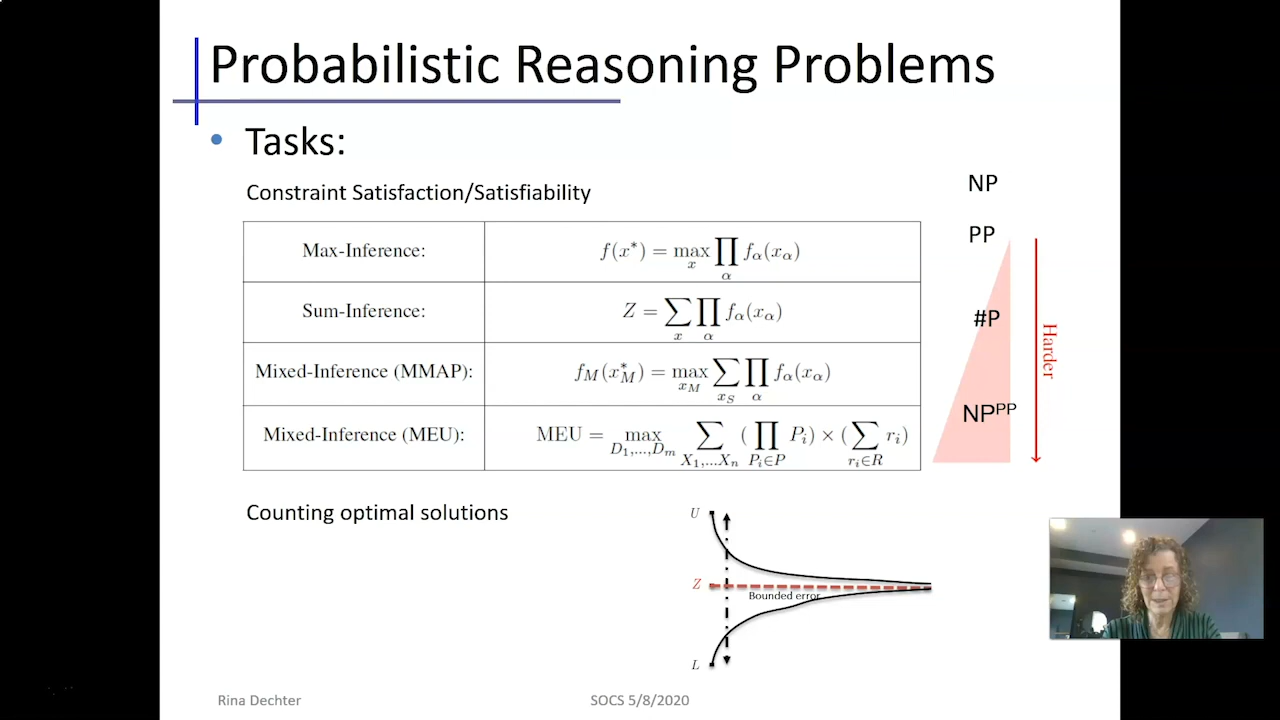 Probabilistic Reasoning Problems
• Tasks:
Constraint Satisfaction/Satisfiability
NP
PP
Max-Inference: f(x*) = max_x ∏_α f_α(x_α)
Sum-Inference: Z = ∑_x ∏_α f_α(x_α)
#P
Harder
Mixed-Inference (MMAP): f_M(x*_M) = max_{x_M} ∑_{x_S} ∏_α f_α(x_α)
NP^PP
Mixed-Inference (MEU): MEU = max_{D_1,...,D_m} ∑_{X_1,...X_n} ( ∏_{P_i∈P} P_i) × ( ∑_{r_i∈R} r_i)
Counting optimal solutions
U
Z
Bounded error
L
Rina Dechter
SOCS 5/8/2020